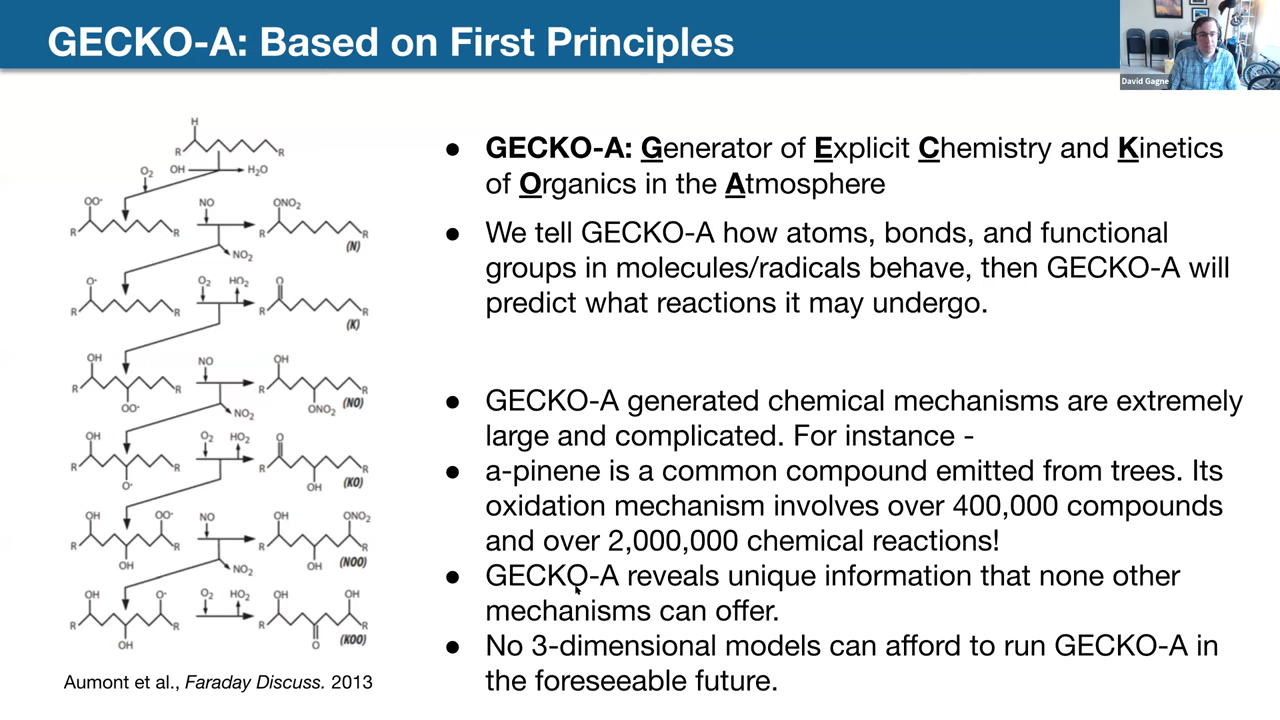 GECKO-A: Based on First Principles
David Gagne
H
R
R
O2
OH
H2O
OO·
R
R
NO
NO2
ONO2
R
R
(N)
O·
R
R
O2
HO2
O
R
R
(K)
OH
R
R
OO·
NO
NO2
OH
R
R
ONO2
(NO)
OH
R
R
O·
O2
HO2
O
R
R
OH
(KO)
OH
OO·
R
R
OH
NO
NO2
OH
ONO2
R
R
OH
(NOO)
OH
O·
R
R
OH
O2
HO2
OH
OH
R
R
O
(KOO)
Aumont et al., Faraday Discuss. 2013
● GECKO-A: Generator of Explicit Chemistry and Kinetics
of Organics in the Atmosphere
● We tell GECKO-A how atoms, bonds, and functional
groups in molecules/radicals behave, then GECKO-A will
predict what reactions it may undergo.
● GECKO-A generated chemical mechanisms are extremely
large and complicated. For instance -
● a-pinene is a common compound emitted from trees. Its
oxidation mechanism involves over 400,000 compounds
and over 2,000,000 chemical reactions!
● GECKO-A reveals unique information that none other
mechanisms can offer.
● No 3-dimensional models can afford to run GECKO-A in
the foreseeable future.